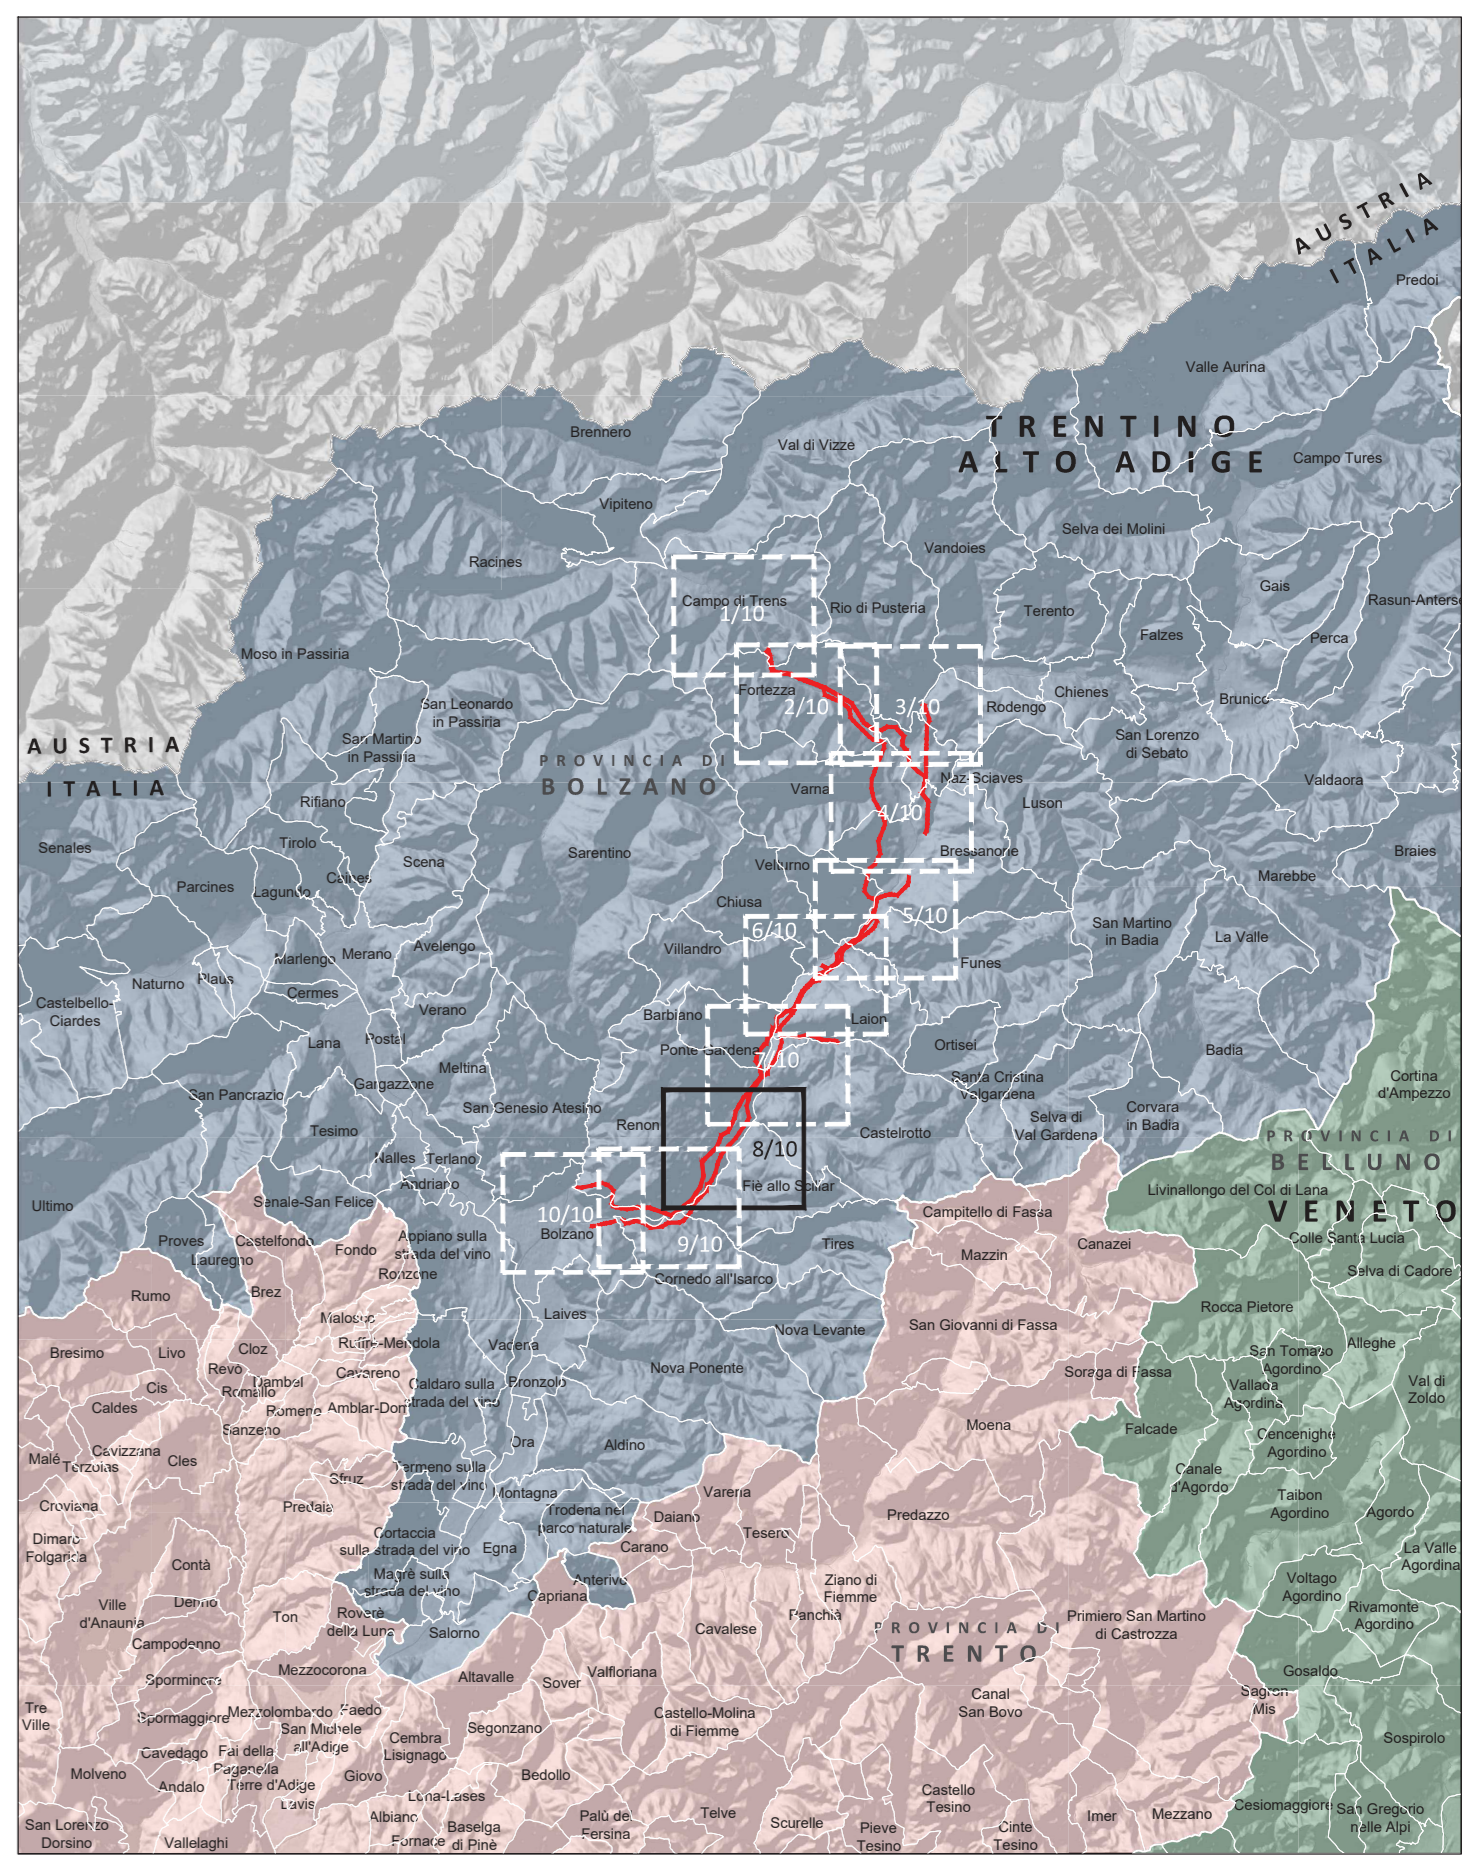 AUSTRIA
ITALIA
Predoi
Valle Aurina
TRENTINO
ALTO ADIGE
Brennero
Val di Vizze
Campo Tures
Vipiteno
Selva dei Molini
Vandoies
Racines
Gais
Campo di Trens
1/10
Rio di Pusteria
Terento
Rasun-Anterse
Falzes
Perca
Moso in Passiria
Fortezza
2/10
3/10
Rodengo
Chienes
Brunico
San Leonardo
in Passiria
San Martino
in Passiria
San Lorenzo
di Sebato
AUSTRIA
ITALIA
PROVINCIA DI
BOLZANO
Varna
Naz-Sciaves
Valdaora
Rifiano
4/10
Luson
Senales
Tirolo
Scena
Sarentino
Velturno
Bressanone
Braies
Parcines
Lagundo
Caines
Marebbe
Chiusa
5/10
6/10
San Martino
in Badia
La Valle
Marlengo
Merano
Avelengo
Villandro
Funes
Naturno
Plaus
Cermes
Castelbello-
Ciardes
Verano
Barbiano
Laion
Lana
Postal
Ponte Gardena
7/10
Ortisei
Badia
Meltina
Gargazzone
Santa Cristina
Valgardena
Cortina
d'Ampezzo
San Pancrazio
San Genesio Atesino
Renon
Tesimo
Castelrotto
Selva di
Val Gardena
Corvara
in Badia
PROVINCIA DI
BELLUNO
8/10
Nalles
Terlano
Andriano
Fiè allo Sciliar
Livinallongo del Col di Lana
VENETO
Ultimo
Senale-San Felice
10/10
Bolzano
Campitello di Fassa
Proves
Lauregno
Castelfondo
Fondo
Appiano sulla
strada del vino
9/10
Tires
Mazzin
Canazei
Colle Santa Lucia
Ronzone
Cornedo all'Isarco
Selva di Cadore
Rumo
Brez
Laives
Rocca Pietore
Malosco
Nova Levante
San Giovanni di Fassa
Bresimo
Livo
Cloz
Ruffrè-Mendola
Vadena
Nova Ponente
Alleghe
San Tomaso
Agordino
Revò
Cavareno
Soraga di Fassa
Cis
Dambel
Romallo
Caldaro sulla
strada del vino
Bronzolo
Vallada
Agordina
Val di
Zoldo
Caldes
Romeno
Amblar-Don
Sanzeno
Moena
Falcade
Cencenighe
Agordino
Malé
Cavizzana
Terzolas
Cles
Ora
Aldino
Sfruz
Termeno sulla
strada del vino
Canale
d'Agordo
Croviana
Predaia
Montagna
Varena
Taibon
Agordino
Agordo
Trodena nel
parco naturale
Daiano
Predazzo
Tesero
Dimaro
Folgarida
Cortaccia
sulla strada del vino
Egna
Carano
La Valle
Agordina
Contà
Magrè sulla
strada del vino
Anterivo
Ziano di
Fiemme
Voltago
Agordino
Denno
Capriana
Ville
d'Anaunia
Ton
Roverè
della Luna
Panchià
Rivamonte
Agordino
Primiero San Martino
di Castrozza
Campodenno
Salorno
Cavalese
PROVINCIA DI
TRENTO
Mezzocorona
Altavalle
Valfloriana
Gosaldo
Sporminore
Sover
Tre
Ville
Spormaggiore
Mezzolombardo
Faedo
Castello-Molina
di Fiemme
Canal
San Bovo
Sagron
Mis
San Michele
all'Adige
Cembra
Lisignago
Segonzano
Cavedago
Fai della
Paganella
Sospirolo
Molveno
Andalo
Terre d'Adige
Giovo
Bedollo
Lona-Lases
Lavis
Castello
Tesino
Cesiomaggiore
San Gregorio
nelle Alpi
San Lorenzo
Dorsino
Vallelaghi
Albiano
Fornace
Baselga
di Pinè
Palù del
Fersina
Telve
Scurelle
Pieve
Tesino
Cinte
Tesino
Imer
Mezzano